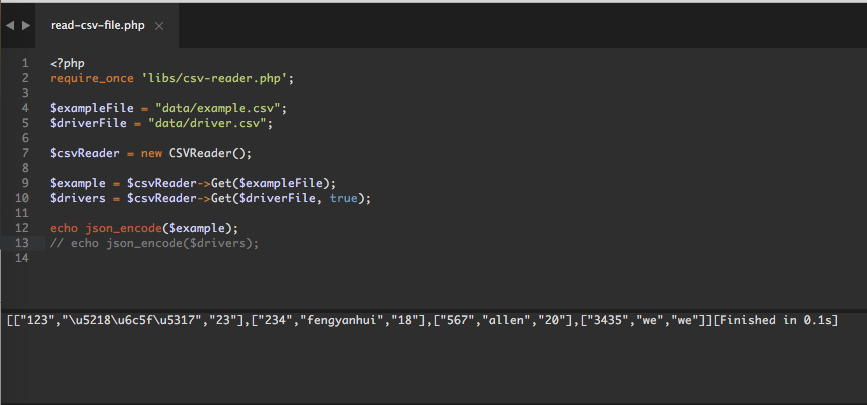 read-csv-file.php ×
1 <?php
2 require_once 'libs/csv-reader.php';
3
4 $exampleFile = "data/example.csv";
5 $driverFile = "data/driver.csv";
6
7 $csvReader = new CSVReader();
8
9 $example = $csvReader->Get($exampleFile);
10 $drivers = $csvReader->Get($driverFile, true);
11
12 echo json_encode($example);
13 // echo json_encode($drivers);
14
[["123","\u5218\u6c5f\u5317","23"],["234","fengyanhui","18"],["567","allen","20"],["3435","we","we"]][Finished in 0.1s]